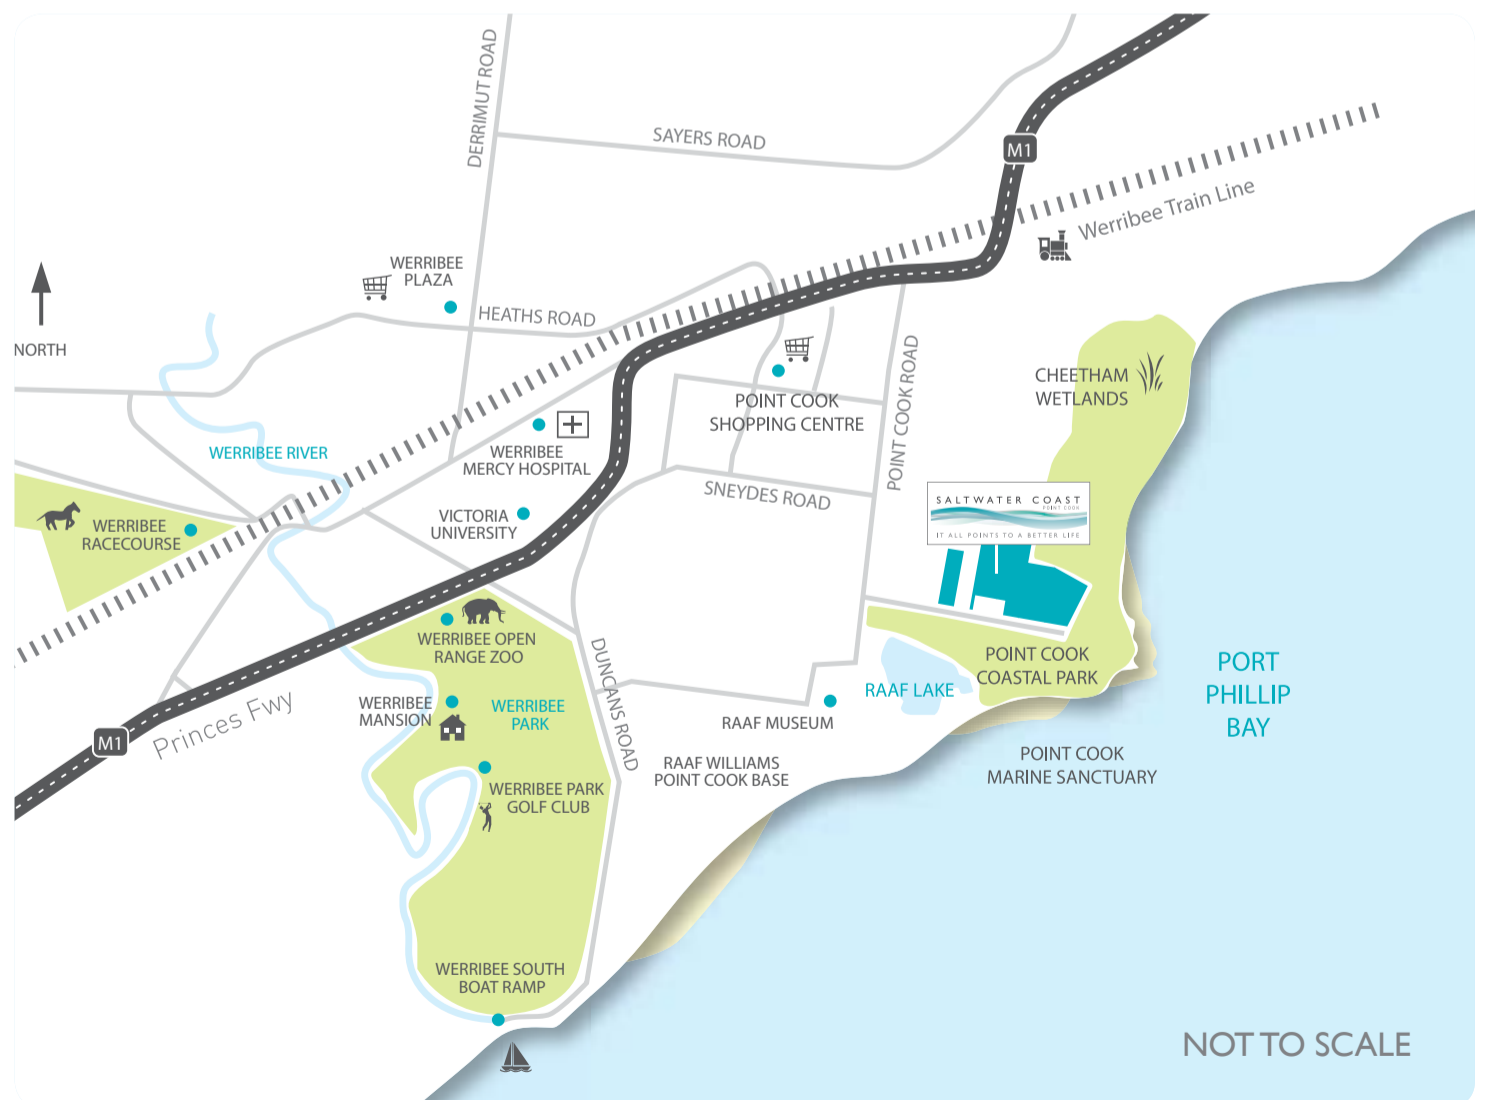 DERRIMUT ROAD
SAYERS ROAD
M1
Werribee Train Line
WERRIBEE
PLAZA
HEATHS ROAD
NORTH
POINT COOK ROAD
CHEETHAM
WETLANDS
POINT COOK
SHOPPING CENTRE
WERRIBEE RIVER
WERRIBEE
MERCY HOSPITAL
SNEYDES ROAD
SALTWATER COAST
POINT COOK
IT ALL POINTS TO A BETTER LIFE
VICTORIA
UNIVERSITY
WERRIBEE
RACECOURSE
WERRIBEE OPEN
RANGE ZOO
DUNCANS ROAD
POINT COOK
COASTAL PARK
PORT
PHILLIP
BAY
RAAF LAKE
WERRIBEE
MANSION
WERRIBEE
PARK
RAAF MUSEUM
Princes Fwy
M1
RAAF WILLIAMS
POINT COOK BASE
POINT COOK
MARINE SANCTUARY
WERRIBEE PARK
GOLF CLUB
WERRIBEE SOUTH
BOAT RAMP
NOT TO SCALE